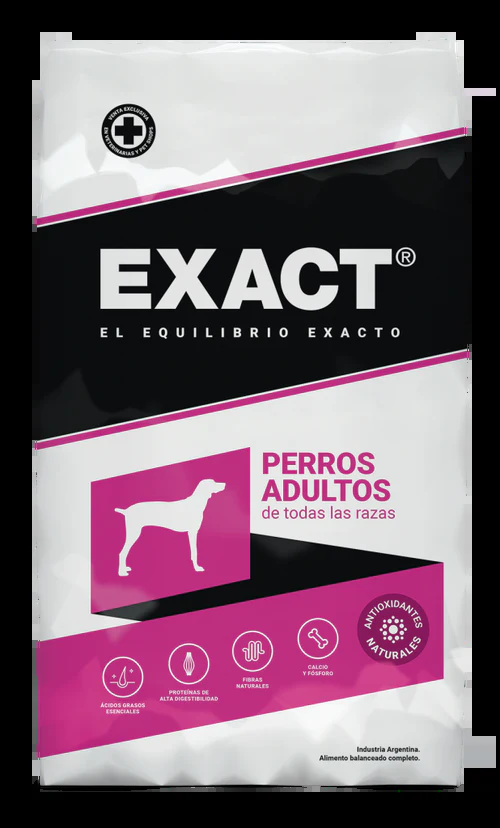 VENTA EXCLUSIVA
EN VETERINARIAS Y PET SHOPS
EXACT®
EL EQUILIBRIO EXACTO
PERROS
ADULTOS
de todas las razas
ANTIOXIDANTES
NATURALES
ÁCIDOS GRASOS
ESENCIALES
PROTEÍNAS DE
ALTA DIGESTIBILIDAD
FIBRAS
NATURALES
CALCIO
Y FÓSFORO
Industria Argentina.
Alimento balanceado completo.